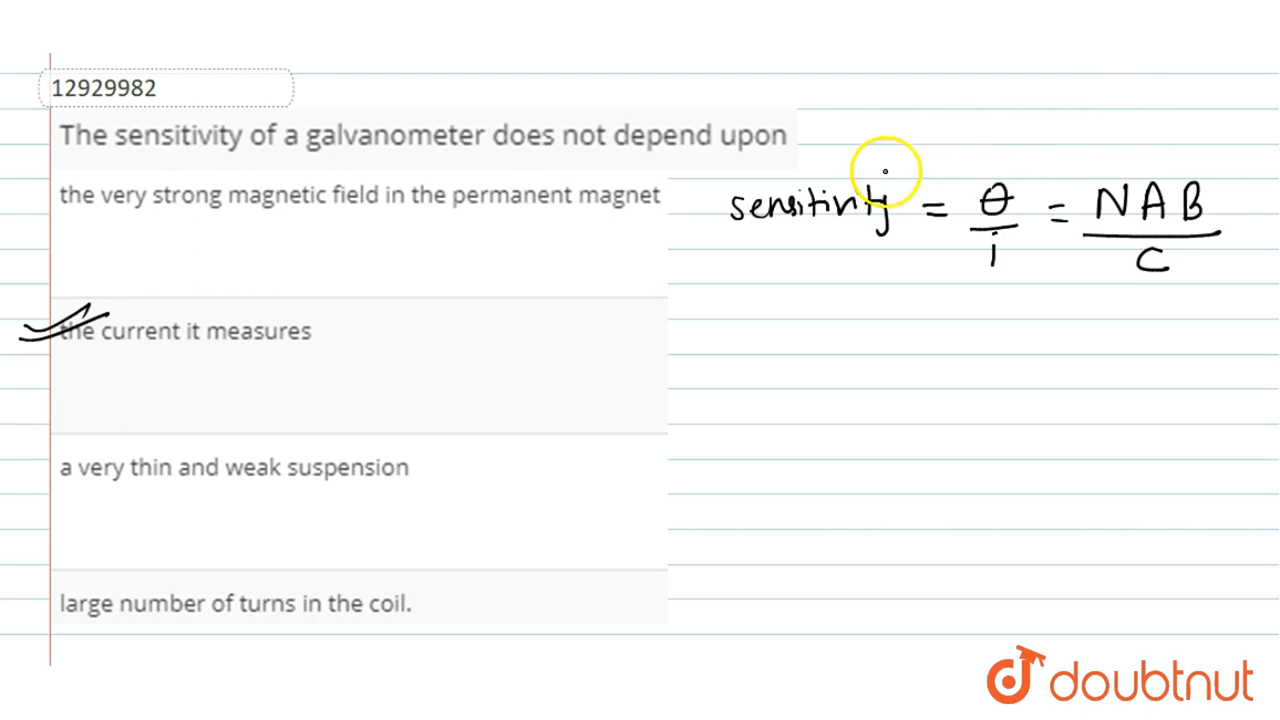 12929982
The sensitivity of a galvanometer does not depend upon
the very strong magnetic field in the permanent magnet
sensitivity = θ/i = NAB/C
the current it measures
a very thin and weak suspension
large number of turns in the coil.
doubtnut